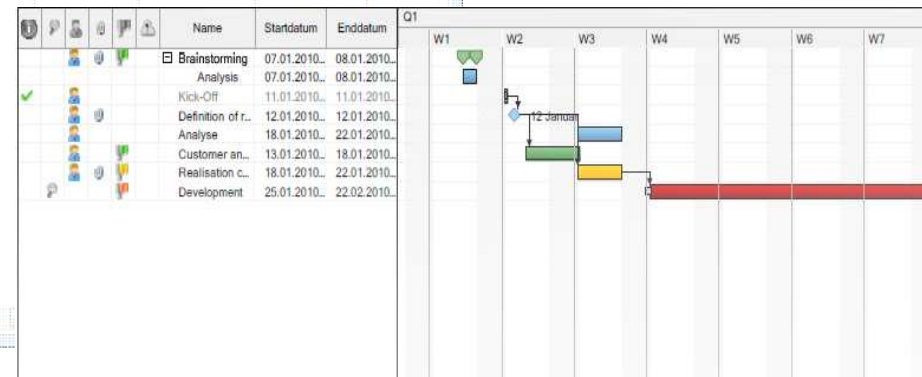 Q1
Name Startdatum Enddatum W1 W2 W3 W4 W5 W6 W7
Brainstorming 07.01.2010... 08.01.2010...
Analysis 07.01.2010... 08.01.2010...
Kick-Off 11.01.2010... 11.01.2010...
Definition of r... 12.01.2010... 12.01.2010... 12 Januar
Analyse 18.01.2010... 22.01.2010...
Customer an... 13.01.2010... 18.01.2010...
Realisation c... 18.01.2010... 22.01.2010...
Development 25.01.2010... 22.02.2010...